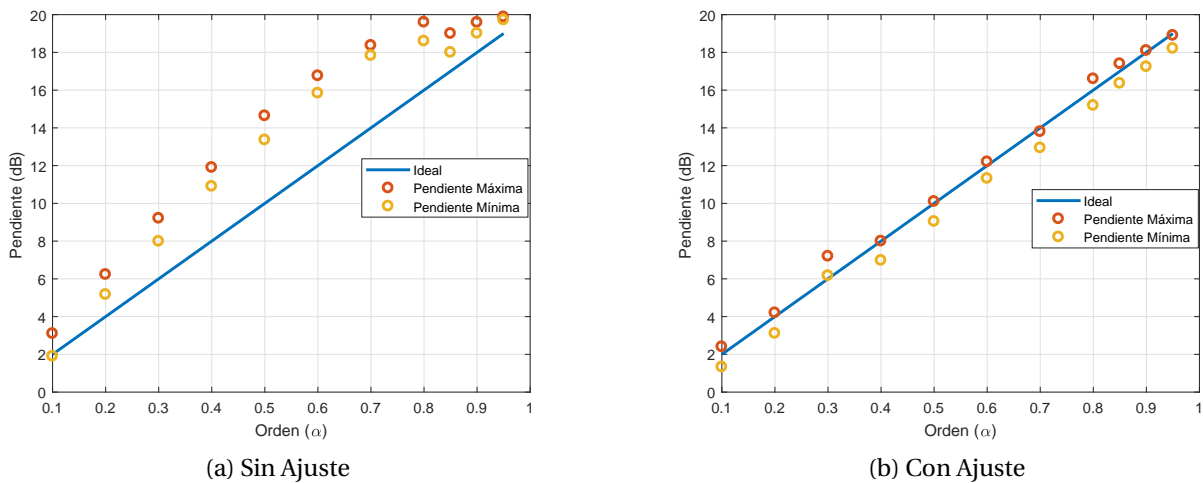 20
18
16
14
12
10
8
6
4
2
0
Pendiente (dB)
0.1 0.2 0.3 0.4 0.5 0.6 0.7 0.8 0.9 1
Orden (α)
Ideal
Pendiente Máxima
Pendiente Mínima
(a) Sin Ajuste
20
18
16
14
12
10
8
6
4
2
0
Pendiente (dB)
0.1 0.2 0.3 0.4 0.5 0.6 0.7 0.8 0.9 1
Orden (α)
Ideal
Pendiente Máxima
Pendiente Mínima
(b) Con Ajuste